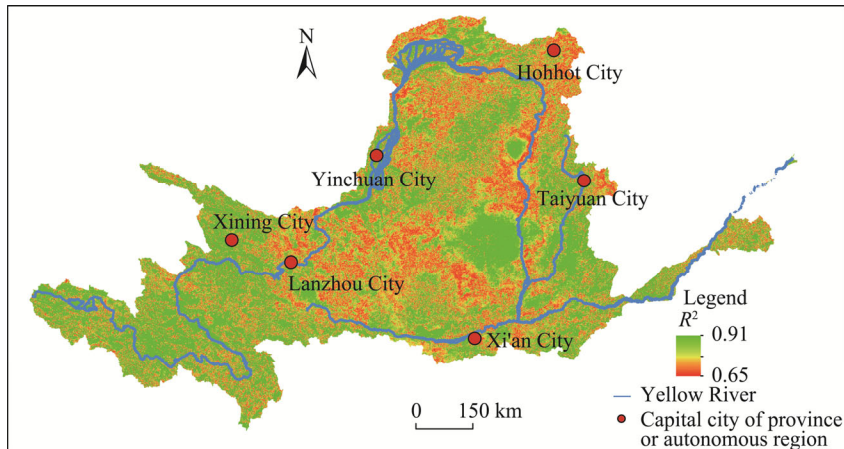 N
Hohhot City
Yinchuan City
Taiyuan City
Xining City
Lanzhou City
Xi'an City
Legend
R²
0.91
0.65
Yellow River
Capital city of province
or autonomous region
0 150 km